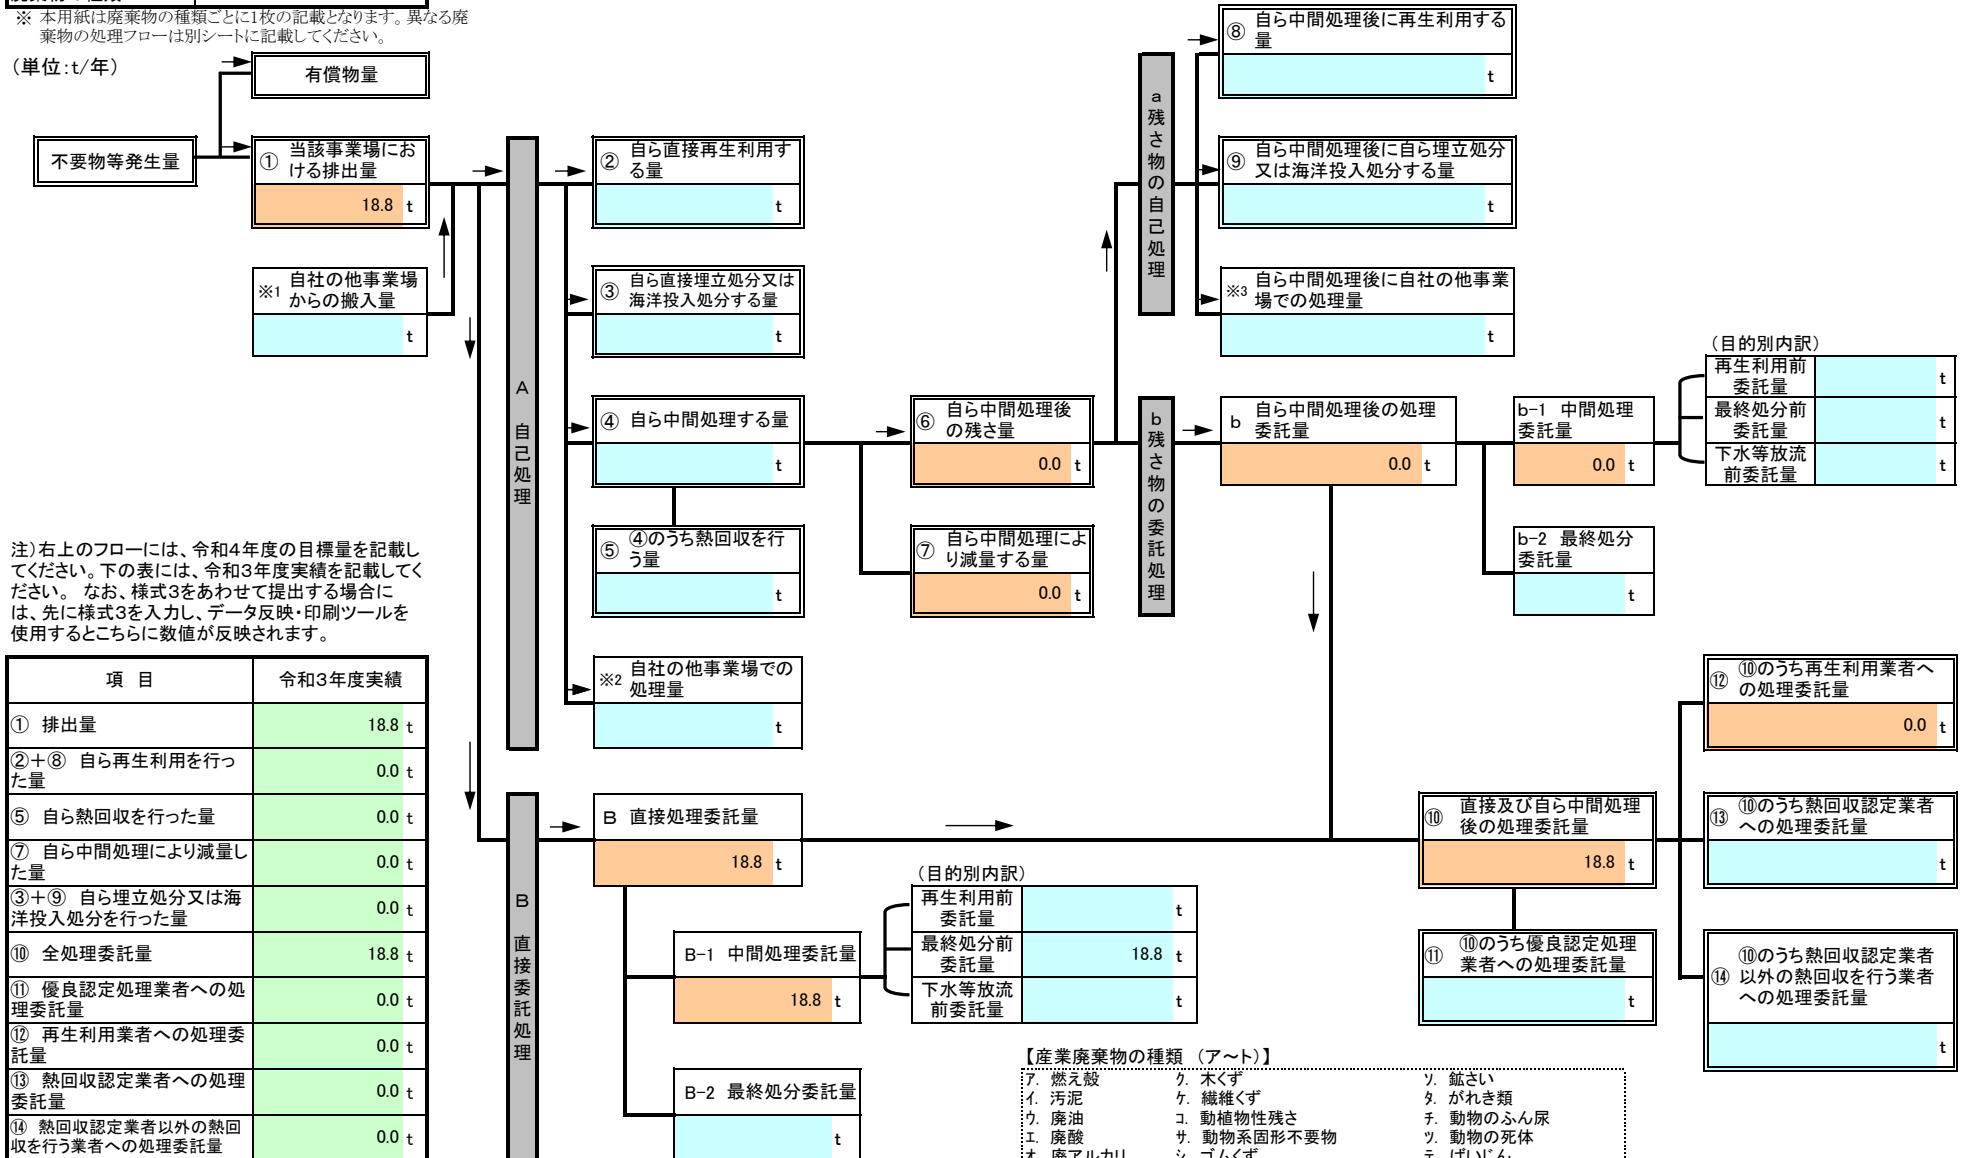 ※ 本用紙は廃棄物の種類ごとに1枚の記載となります。異なる廃
棄物の処理フローは別シートに記載してください。
(単位:t/年)
有償物量
不要物等発生量
① 当該事業場にお
ける排出量
18.8 t
※1 自社の他事業場
からの搬入量
t
A 自己処理
② 自ら直接再生利用す
る量
t
③ 自ら直接埋立処分又は
海洋投入処分する量
t
④ 自ら中間処理する量
t
⑤ ④のうち熱回収を行
う量
t
※2 自社の他事業場での
処理量
t
⑥ 自ら中間処理後
の残さ量
0.0 t
⑦ 自ら中間処理によ
り減量する量
0.0 t
a 残さ物の自己処理
⑧ 自ら中間処理後に再生利用する
量
t
⑨ 自ら中間処理後に自ら埋立処分
又は海洋投入処分する量
t
※3 自ら中間処理後に自社の他事業
場での処理量
t
b 残さ物の委託処理
b 自ら中間処理後の処理
委託量
0.0 t
b-1 中間処理
委託量
0.0 t
(目的別内訳)
再生利用前
委託量 t
最終処分前
委託量 t
下水等放流
前委託量 t
b-2 最終処分
委託量
t
注)右上のフローには、令和4年度の目標量を記載し
てください。下の表には、令和3年度実績を記載してく
ださい。 なお、様式3をあわせて提出する場合に
は、先に様式3を入力し、データ反映・印刷ツールを
使用するとこちらに数値が反映されます。
項 目 令和3年度実績
① 排出量 18.8 t
②+⑧ 自ら再生利用を行っ
た量 0.0 t
⑤ 自ら熱回収を行った量 0.0 t
⑦ 自ら中間処理により減量し
た量 0.0 t
③+⑨ 自ら埋立処分又は海
洋投入処分を行った量 0.0 t
⑩ 全処理委託量 18.8 t
⑪ 優良認定処理業者への処
理委託量 0.0 t
⑫ 再生利用業者への処理委
託量 0.0 t
⑬ 熱回収認定業者への処理
委託量 0.0 t
⑭ 熱回収認定業者以外の熱回
収を行う業者への処理委託量 0.0 t
B 直接委託処理
B 直接処理委託量
18.8 t
B-1 中間処理委託量
18.8 t
(目的別内訳)
再生利用前
委託量 t
最終処分前
委託量 18.8 t
下水等放流
前委託量 t
B-2 最終処分委託量
t
⑩ 直接及び自ら中間処理
後の処理委託量
18.8 t
⑪ ⑩のうち優良認定処理
業者への処理委託量
t
⑫ ⑩のうち再生利用業者へ
の処理委託量
0.0 t
⑬ ⑩のうち熱回収認定業者
への処理委託量
t
⑭ ⑩のうち熱回収認定業者
以外の熱回収を行う業者
への処理委託量
t
【産業廃棄物の種類 (ア~ト)】
ア. 燃え殻 ク. 木くず ソ. 鉱さい
イ. 汚泥 ケ. 繊維くず タ. がれき類
ウ. 廃油 コ. 動植物性残さ チ. 動物のふん尿
エ. 廃酸 サ. 動物系固形不要物 ツ. 動物の死体
オ. 廃アルカリ シ. ゴムくず テ. ばいじん